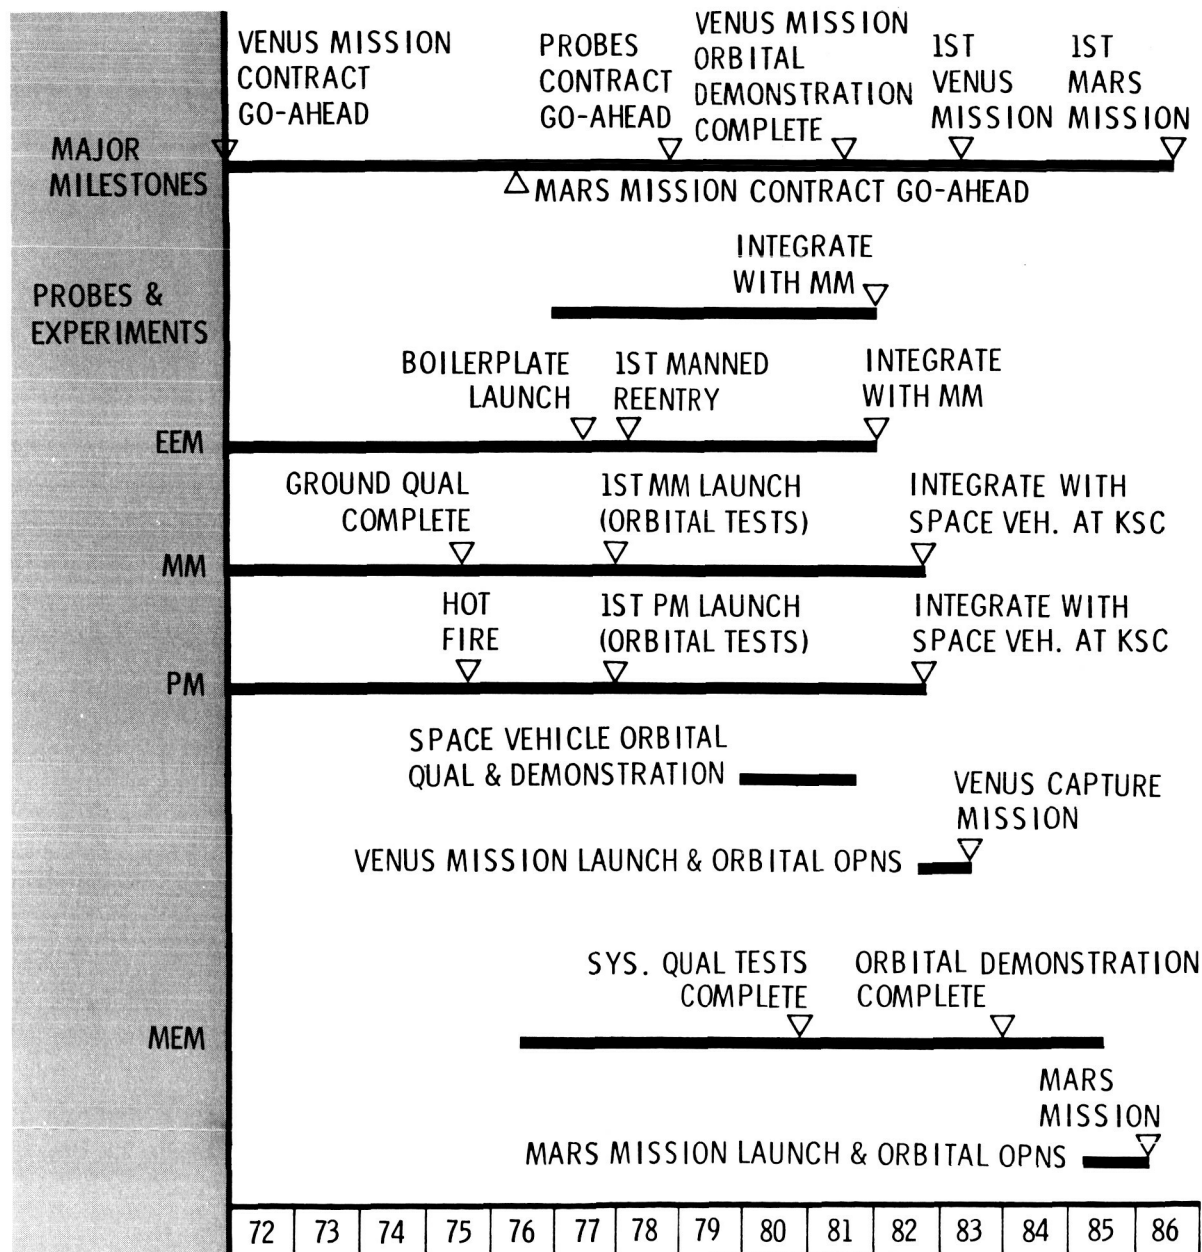 VENUS MISSION
CONTRACT
GO-AHEAD
PROBES
CONTRACT
GO-AHEAD
VENUS MISSION
ORBITAL
DEMONSTRATION
COMPLETE
1ST
VENUS
MISSION
1ST
MARS
MISSION
MAJOR
MILESTONES
MARS MISSION CONTRACT GO-AHEAD
INTEGRATE
WITH MM
PROBES &
EXPERIMENTS
BOILERPLATE
LAUNCH
1ST MANNED
REENTRY
INTEGRATE
WITH MM
EEM
GROUND QUAL
COMPLETE
1ST MM LAUNCH
(ORBITAL TESTS)
INTEGRATE WITH
SPACE VEH. AT KSC
MM
HOT
FIRE
1ST PM LAUNCH
(ORBITAL TESTS)
INTEGRATE WITH
SPACE VEH. AT KSC
PM
SPACE VEHICLE ORBITAL
QUAL & DEMONSTRATION
VENUS CAPTURE
MISSION
VENUS MISSION LAUNCH & ORBITAL OPNS
SYS. QUAL TESTS
COMPLETE
ORBITAL DEMONSTRATION
COMPLETE
MEM
MARS
MISSION
MARS MISSION LAUNCH & ORBITAL OPNS
72 73 74 75 76 77 78 79 80 81 82 83 84 85 86